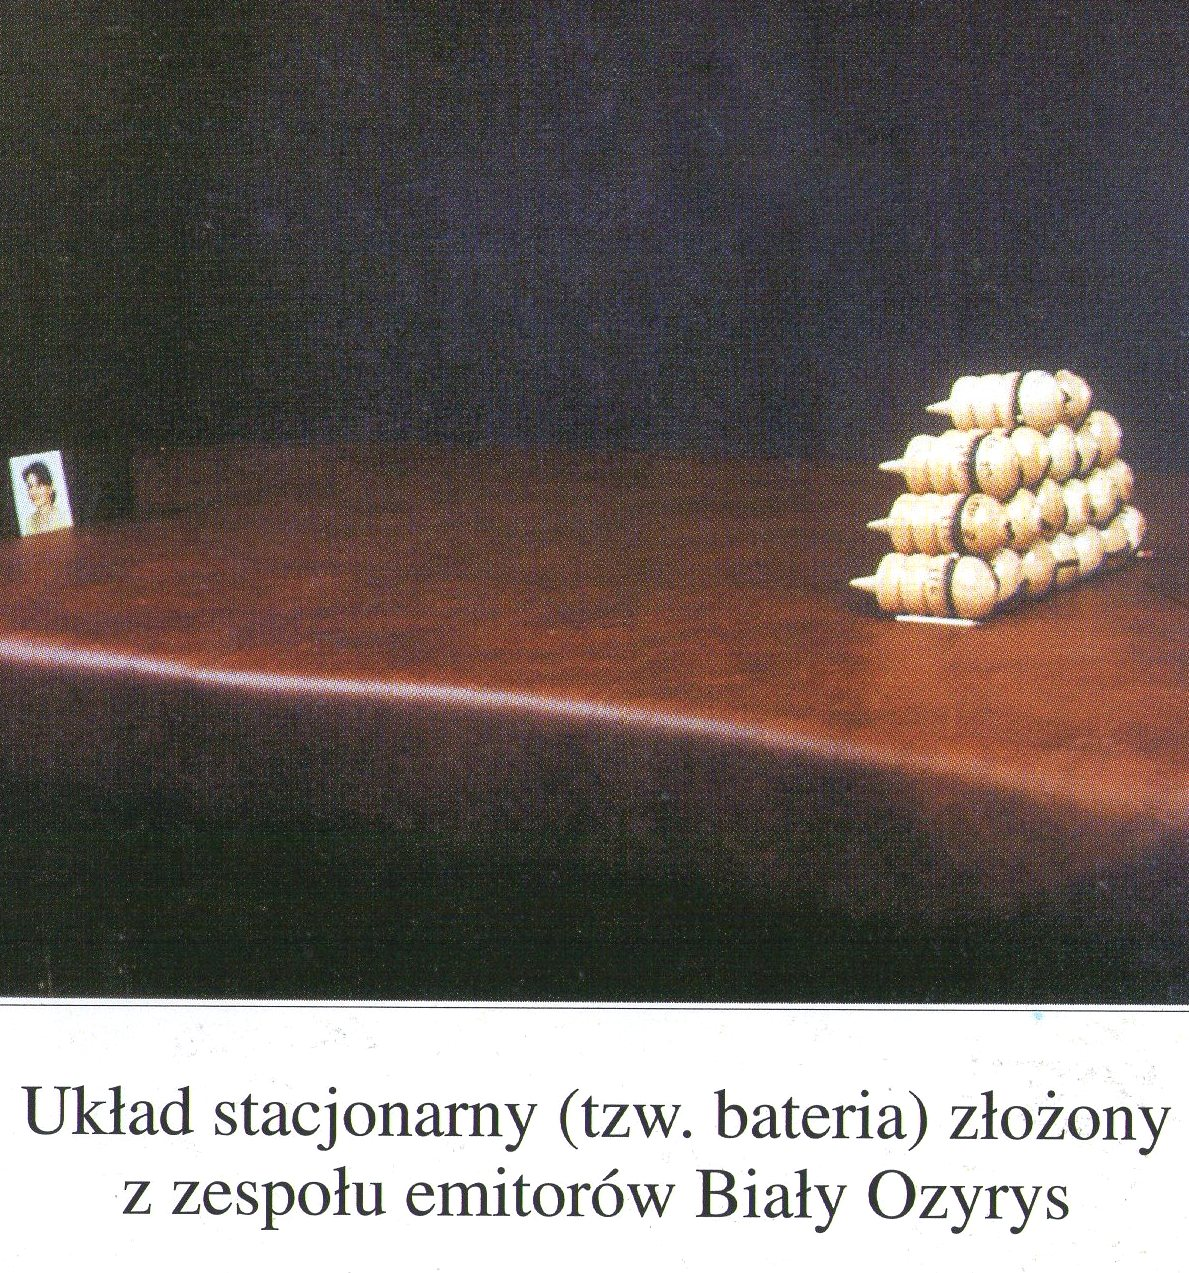 Układ stacjonarny (tzw. bateria) złożony
z zespołu emitorów Biały Ozyrys